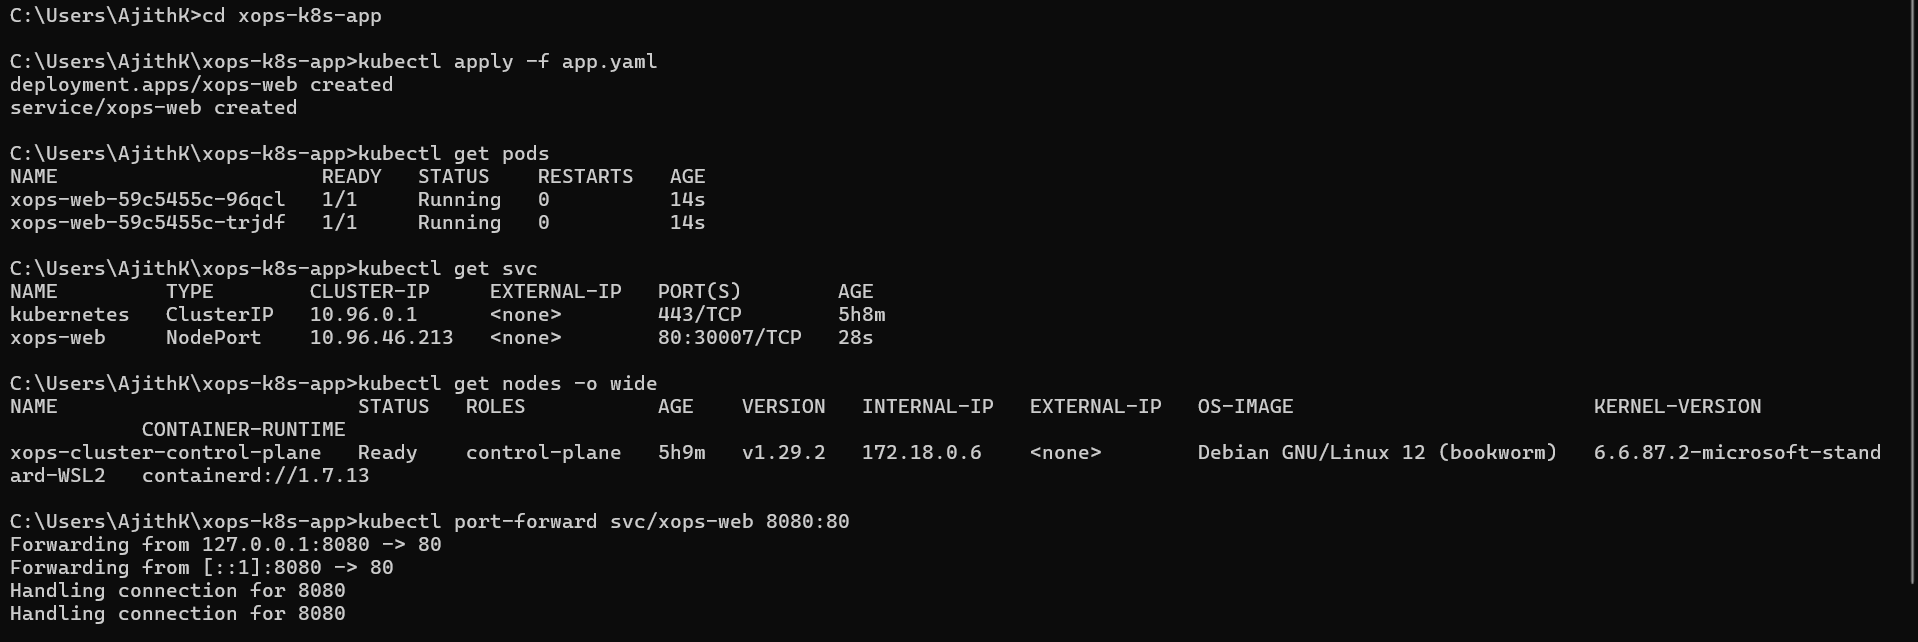 C:\Users\AjithK>cd xops-k8s-app
C:\Users\AjithK\xops-k8s-app>kubectl apply -f app.yaml
deployment.apps/xops-web created
service/xops-web created
C:\Users\AjithK\xops-k8s-app>kubectl get pods
NAME                      READY   STATUS    RESTARTS   AGE
xops-web-59c5455c-96qcl   1/1     Running   0          14s
xops-web-59c5455c-trjdf   1/1     Running   0          14s
C:\Users\AjithK\xops-k8s-app>kubectl get svc
NAME         TYPE        CLUSTER-IP     EXTERNAL-IP   PORT(S)        AGE
kubernetes   ClusterIP   10.96.0.1      <none>        443/TCP        5h8m
xops-web     NodePort    10.96.46.213   <none>        80:30007/TCP   28s
C:\Users\AjithK\xops-k8s-app>kubectl get nodes -o wide
NAME                         STATUS   ROLES           AGE    VERSION   INTERNAL-IP   EXTERNAL-IP   OS-IMAGE                         KERNEL-VERSION
           CONTAINER-RUNTIME
xops-cluster-control-plane   Ready    control-plane   5h9m   v1.29.2   172.18.0.6    <none>        Debian GNU/Linux 12 (bookworm)   6.6.87.2-microsoft-stand
ard-WSL2   containerd://1.7.13
C:\Users\AjithK\xops-k8s-app>kubectl port-forward svc/xops-web 8080:80
Forwarding from 127.0.0.1:8080 -> 80
Forwarding from [::1]:8080 -> 80
Handling connection for 8080
Handling connection for 8080